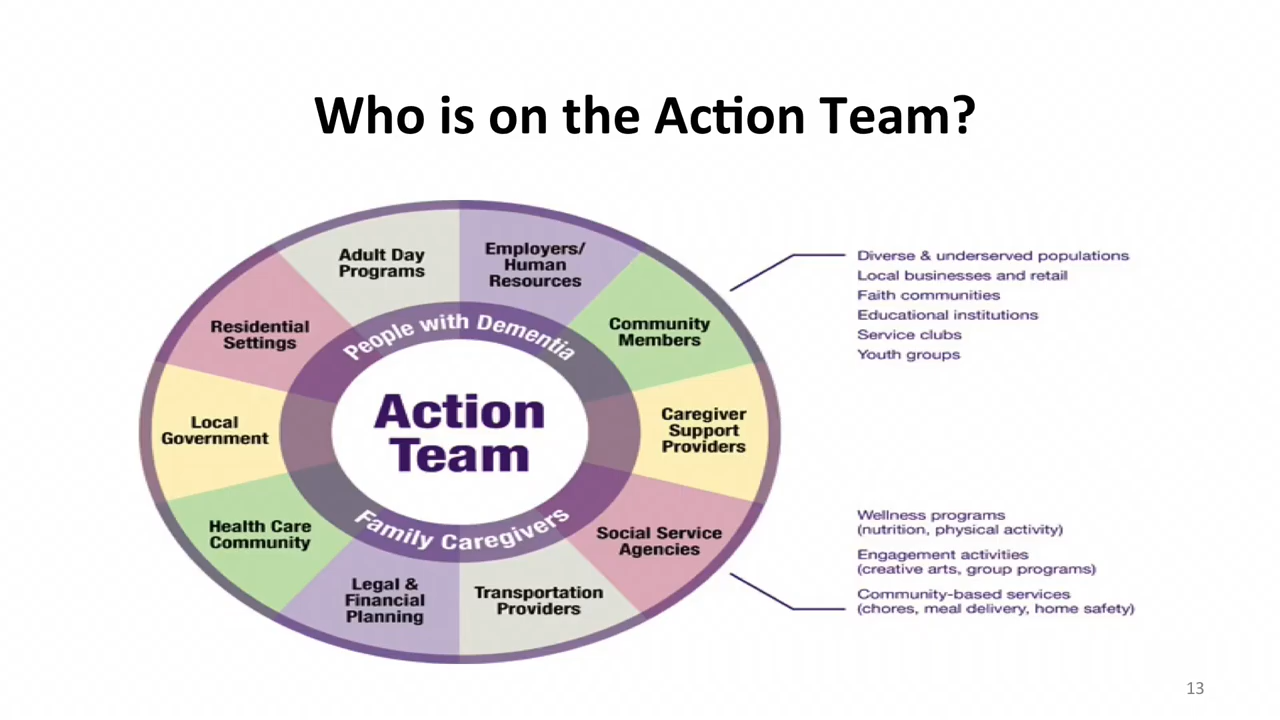 Who is on the Action Team?
Adult Day
Programs
Employers/
Human
Resources
Community
Members
Caregiver
Support
Providers
Social Service
Agencies
Transportation
Providers
Legal &
Financial
Planning
Health Care
Community
Local
Government
Residential
Settings
People with Dementia
Action
Team
Family Caregivers
Diverse & underserved populations
Local businesses and retail
Faith communities
Educational institutions
Service clubs
Youth groups
Wellness programs
(nutrition, physical activity)
Engagement activities
(creative arts, group programs)
Community-based services
(chores, meal delivery, home safety)
13